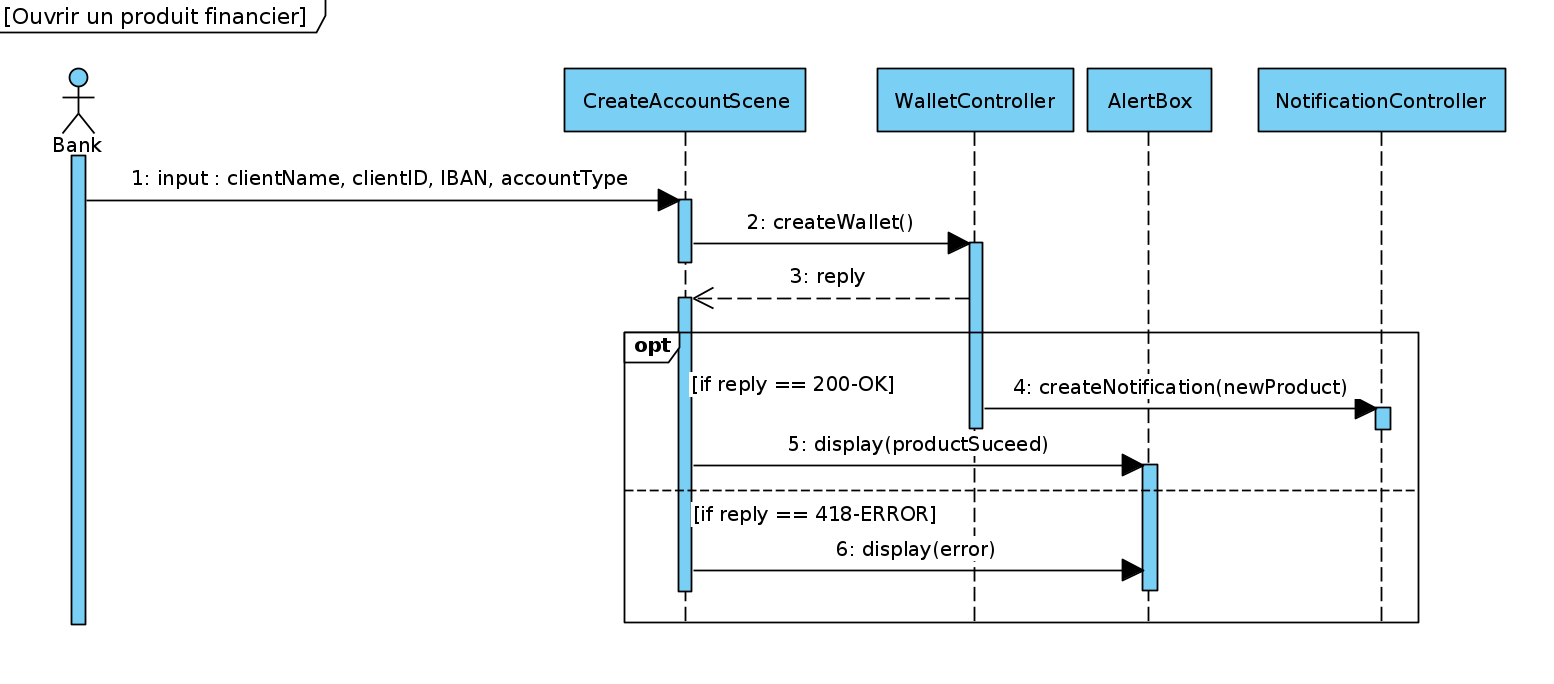 [Ouvrir un produit financier]
Bank
CreateAccountScene
WalletController
AlertBox
NotificationController
1: input : clientName, clientID, IBAN, accountType
2: createWallet()
3: reply
opt
[if reply == 200-OK]
4: createNotification(newProduct)
5: display(productSuceed)
[if reply == 418-ERROR]
6: display(error)